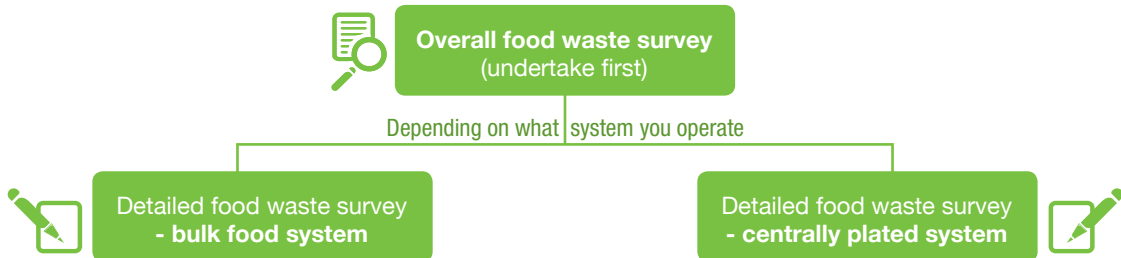 Overall food waste survey
(undertake first)
Depending on what system you operate
Detailed food waste survey
- bulk food system
Detailed food waste survey
- centrally plated system